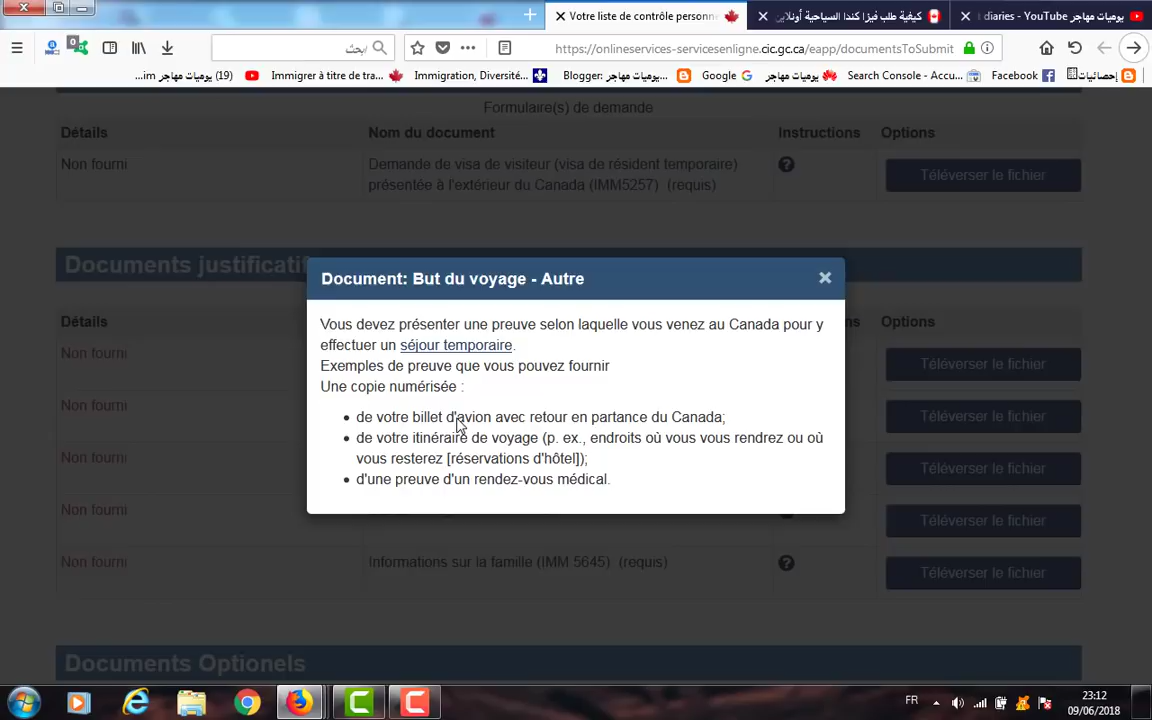 Votre liste de contrôle personn
كيفية طلب فيزا كندا السياحية أونلاين
يوميات مهاجر diaries - YouTube
ابحث
https://onlineservices-servicesenligne.cic.gc.ca/eapp/documentsToSubmit
يوميات مهاجر (19) im...
Immigrer à titre de tra...
Immigration, Diversité...
Blogger: يوميات مهاجر...
Google
يوميات مهاجر
Search Console - Accu...
Facebook
إحصائيات
Formulaire(s) de demande
Détails
Nom du document
Instructions
Options
Non fourni
Demande de visa de visiteur (visa de résident temporaire)
présentée à l'extérieur du Canada (IMM5257) (requis)
Téléverser le fichier
Documents justificatif
Détails
ns
Options
Non fourni
Téléverser le fichier
Non fourni
Téléverser le fichier
Non fourni
Téléverser le fichier
Non fourni
Téléverser le fichier
Non fourni
Informations sur la famille (IMM 5645) (requis)
Téléverser le fichier
Documents Optionels
Document: But du voyage - Autre
Vous devez présenter une preuve selon laquelle vous venez au Canada pour y
effectuer un séjour temporaire.
Exemples de preuve que vous pouvez fournir
Une copie numérisée :
de votre billet d'avion avec retour en partance du Canada;
de votre itinéraire de voyage (p. ex., endroits où vous vous rendrez ou où
vous resterez [réservations d'hôtel]);
d'une preuve d'un rendez-vous médical.
FR
23:12
09/06/2018